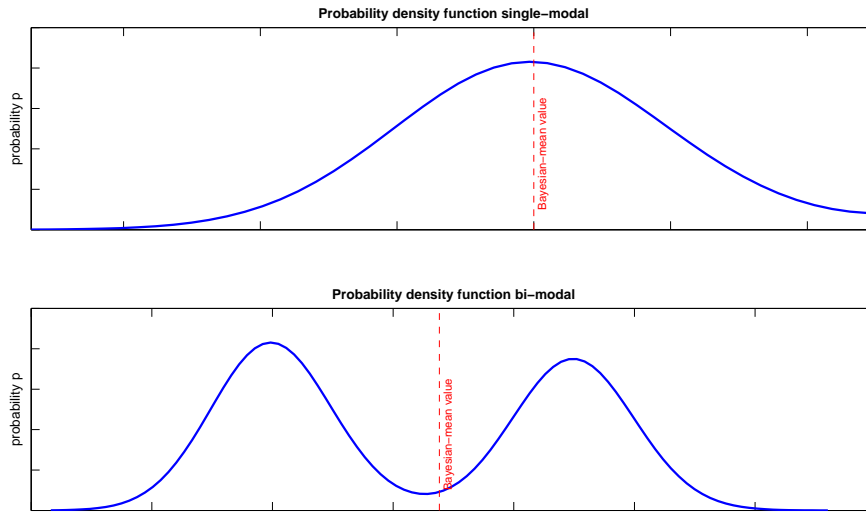 Probability density function single−modal
probability p
Bayesian−mean value
Probability density function bi−modal
probability p
Bayesian−mean value